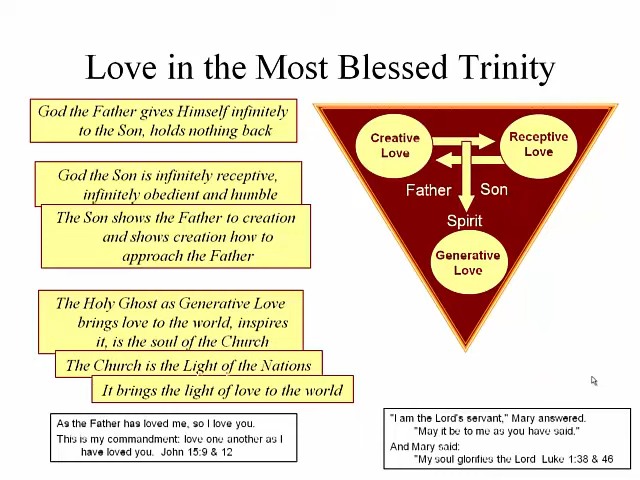 Love in the Most Blessed Trinity
God the Father gives Himself infinitely
to the Son, holds nothing back
God the Son is infinitely receptive,
infinitely obedient and humble
The Son shows the Father to creation
and shows creation how to
approach the Father
The Holy Ghost as Generative Love
brings love to the world, inspires
it, is the soul of the Church
The Church is the Light of the Nations
It brings the light of love to the world
As the Father has loved me, so I love you.
This is my commandment: love one another as I
have loved you. John 15:9 & 12
Creative
Love
Receptive
Love
Father
Son
Spirit
Generative
Love
"I am the Lord's servant," Mary answered.
"May it be to me as you have said."
And Mary said:
"My soul glorifies the Lord Luke 1:38 & 46